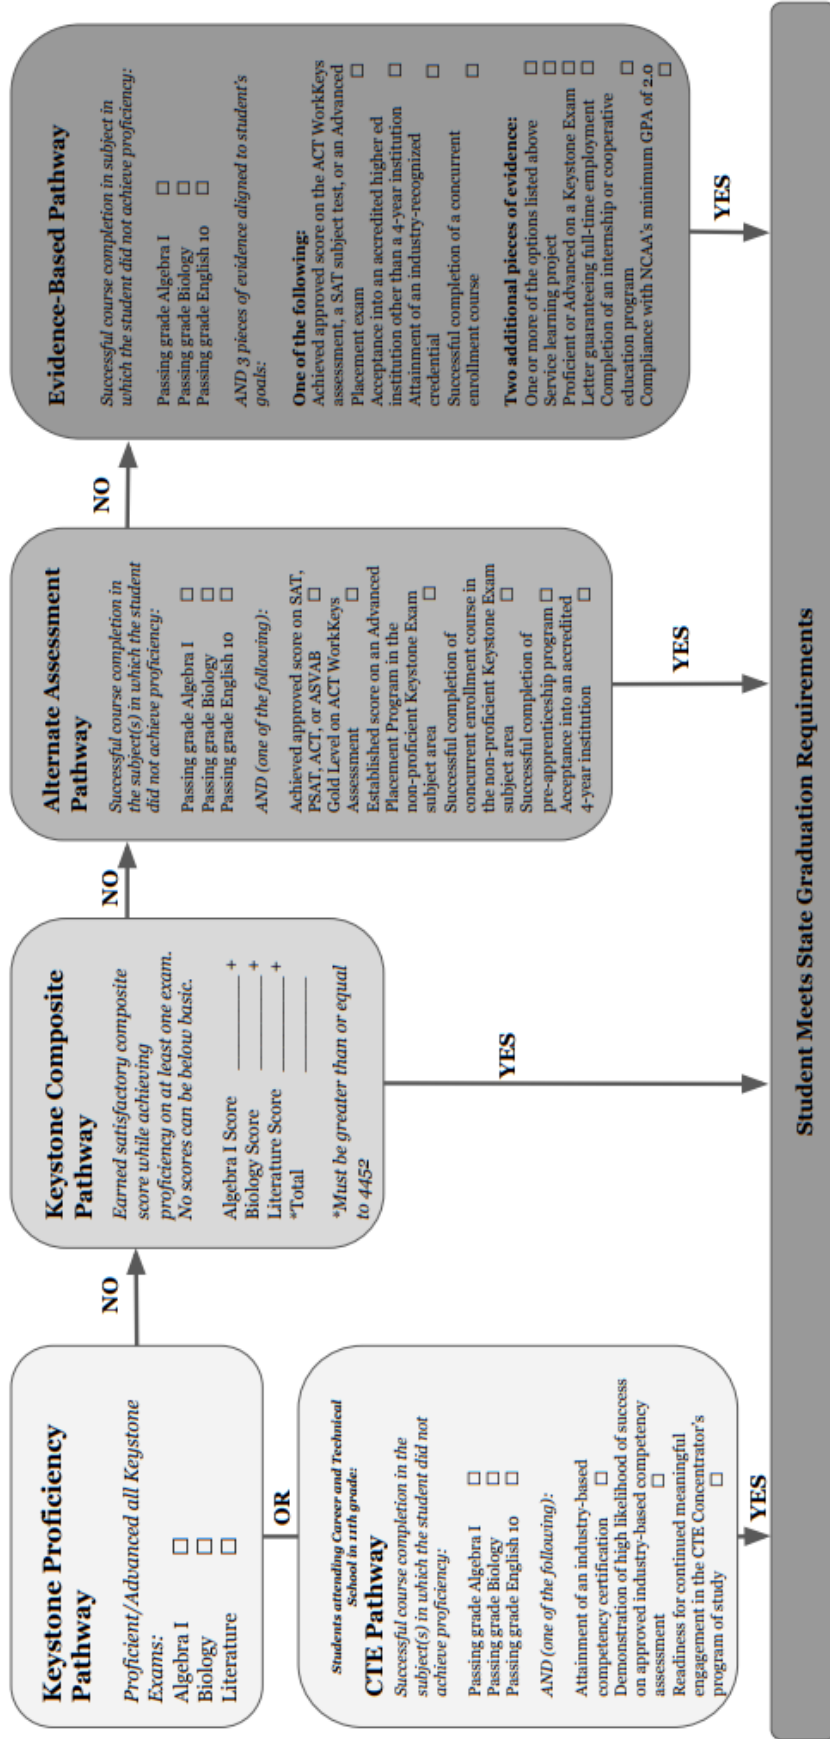 Keystone Proficiency
Pathway
Proficient/Advanced all Keystone
Exams:
Algebra I ☐
Biology ☐
Literature ☐
OR
Students attending Career and Technical
School in 11th grade:
CTE Pathway
Successful course completion in the
subject(s) in which the student did not
achieve proficiency:
Passing grade Algebra I ☐
Passing grade Biology ☐
Passing grade English 10 ☐
AND (one of the following):
Attainment of an industry-based
competency certification ☐
Demonstration of high likelihood of success
on approved industry-based competency
assessment ☐
Readiness for continued meaningful
engagement in the CTE Concentrator's
program of study ☐
YES
NO
Keystone Composite
Pathway
Earned satisfactory composite
score while achieving
proficiency on at least one exam.
No scores can be below basic.
Algebra I Score ________ +
Biology Score ________ +
Literature Score ________ +
*Total ________
*Must be greater than or equal
to 4452
YES
NO
Alternate Assessment
Pathway
Successful course completion in
the subject(s) in which the student
did not achieve proficiency:
Passing grade Algebra I ☐
Passing grade Biology ☐
Passing grade English 10 ☐
AND (one of the following):
Achieved approved score on SAT,
PSAT, ACT, or ASVAB ☐
Gold Level on ACT WorkKeys
Assessment ☐
Established score on an Advanced
Placement Program in the
non-proficient Keystone Exam
subject area ☐
Successful completion of
concurrent enrollment course in
the non-proficient Keystone Exam
subject area ☐
Successful completion of
pre-apprenticeship program ☐
Acceptance into an accredited
4-year institution ☐
YES
NO
Evidence-Based Pathway
Successful course completion in subject in
which the student did not achieve proficiency:
Passing grade Algebra I ☐
Passing grade Biology ☐
Passing grade English 10 ☐
AND 3 pieces of evidence aligned to student's
goals:
One of the following:
Achieved approved score on the ACT WorkKeys
assessment, a SAT subject test, or an Advanced
Placement exam ☐
Acceptance into an accredited higher ed
institution other than a 4-year institution ☐
Attainment of an industry-recognized
credential ☐
Successful completion of a concurrent
enrollment course ☐
Two additional pieces of evidence:
One or more of the options listed above ☐
Service learning project ☐
Proficient or Advanced on a Keystone Exam ☐
Letter guaranteeing full-time employment ☐
Completion of an internship or cooperative
education program ☐
Compliance with NCAA's minimum GPA of 2.0
☐
YES
Student Meets State Graduation Requirements